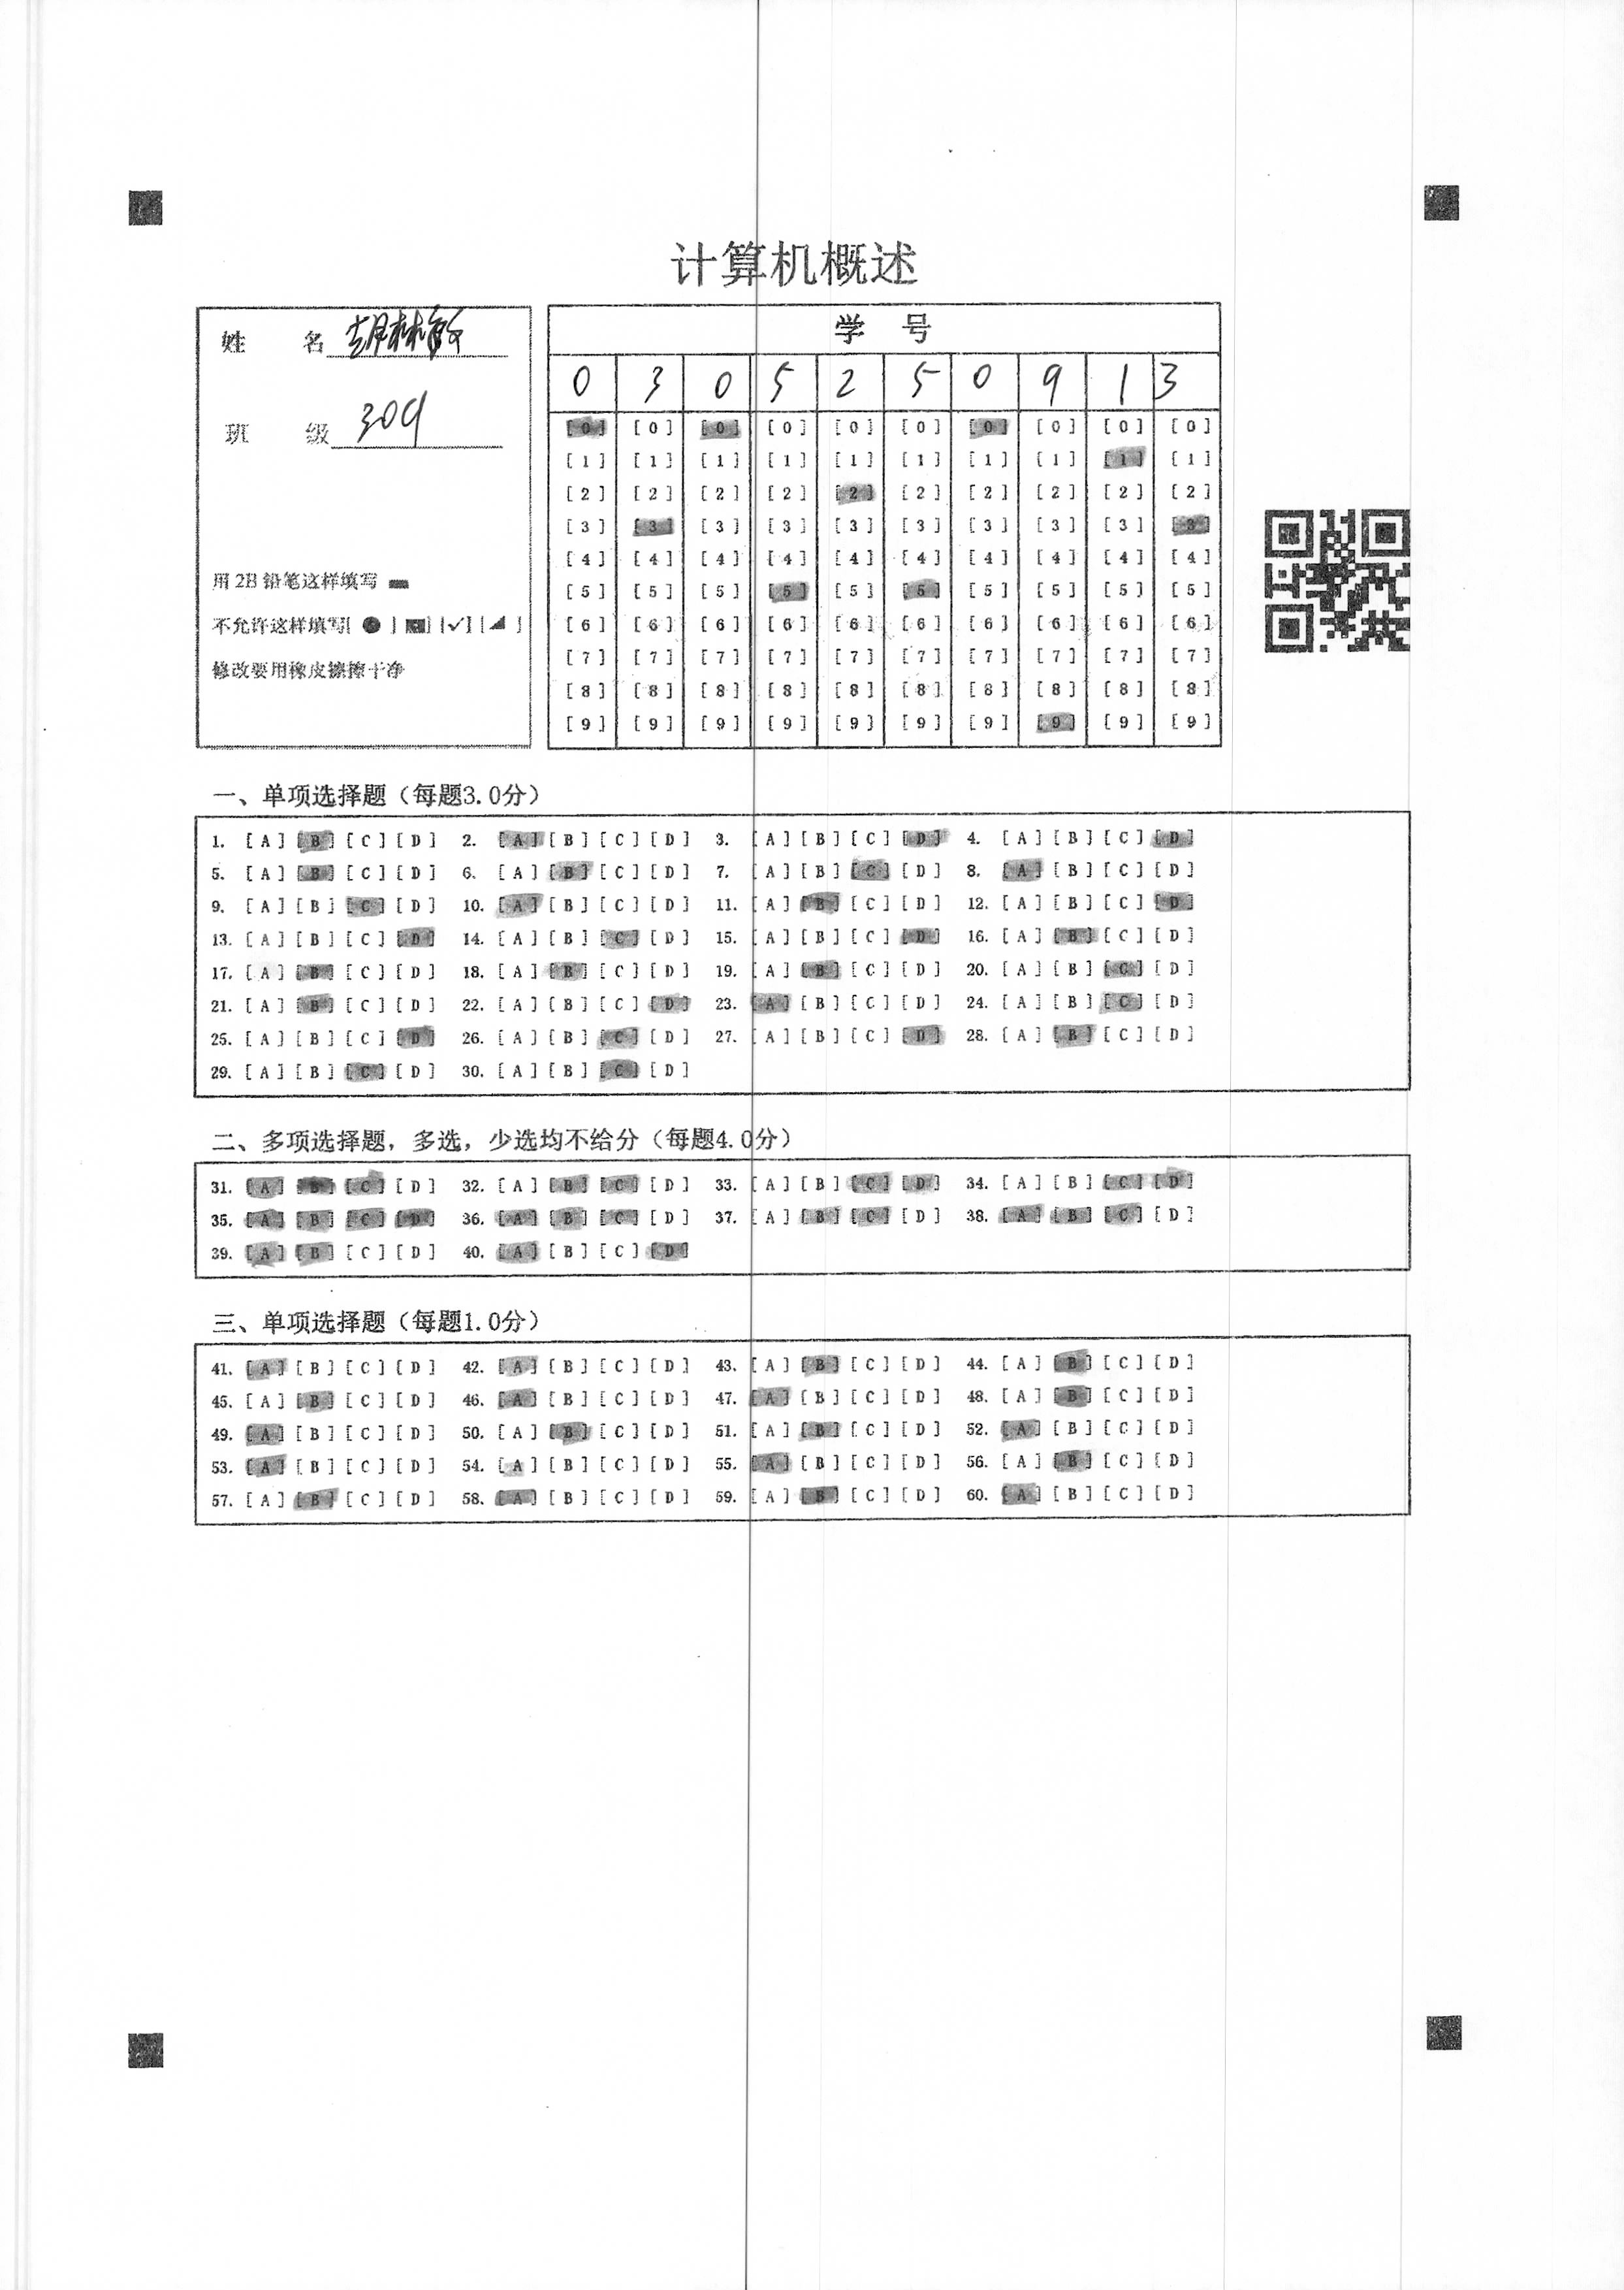 计算机概述
姓 名
班 级 309
用 2B 铅笔这样填写
不允许这样填写[ ● ] [■] [✓] [◢ ]
修改要用橡皮擦擦干净
学 号
0 3 0 5 2 5 0 9 1 3
[0] [0] [0] [0] [0] [0] [0] [0] [0] [0]
[1] [1] [1] [1] [1] [1] [1] [1] [1] [1]
[2] [2] [2] [2] [2] [2] [2] [2] [2] [2]
[3] [3] [3] [3] [3] [3] [3] [3] [3] [3]
[4] [4] [4] [4] [4] [4] [4] [4] [4] [4]
[5] [5] [5] [5] [5] [5] [5] [5] [5] [5]
[6] [6] [6] [6] [6] [6] [6] [6] [6] [6]
[7] [7] [7] [7] [7] [7] [7] [7] [7] [7]
[8] [8] [8] [8] [8] [8] [8] [8] [8] [8]
[9] [9] [9] [9] [9] [9] [9] [9] [9] [9]
一、单项选择题（每题3.0分）
1. [A] [B] [C] [D] 2. [A] [B] [C] [D] 3. [A] [B] [C] [D] 4. [A] [B] [C] [D]
5. [A] [B] [C] [D] 6. [A] [B] [C] [D] 7. [A] [B] [C] [D] 8. [A] [B] [C] [D]
9. [A] [B] [C] [D] 10. [A] [B] [C] [D] 11. [A] [B] [C] [D] 12. [A] [B] [C] [D]
13. [A] [B] [C] [D] 14. [A] [B] [C] [D] 15. [A] [B] [C] [D] 16. [A] [B] [C] [D]
17. [A] [B] [C] [D] 18. [A] [B] [C] [D] 19. [A] [B] [C] [D] 20. [A] [B] [C] [D]
21. [A] [B] [C] [D] 22. [A] [B] [C] [D] 23. [A] [B] [C] [D] 24. [A] [B] [C] [D]
25. [A] [B] [C] [D] 26. [A] [B] [C] [D] 27. [A] [B] [C] [D] 28. [A] [B] [C] [D]
29. [A] [B] [C] [D] 30. [A] [B] [C] [D]
二、多项选择题，多选，少选均不给分（每题4.0分）
31. [A] [B] [C] [D] 32. [A] [B] [C] [D] 33. [A] [B] [C] [D] 34. [A] [B] [C] [D]
35. [A] [B] [C] [D] 36. [A] [B] [C] [D] 37. [A] [B] [C] [D] 38. [A] [B] [C] [D]
39. [A] [B] [C] [D] 40. [A] [B] [C] [D]
三、单项选择题（每题1.0分）
41. [A] [B] [C] [D] 42. [A] [B] [C] [D] 43. [A] [B] [C] [D] 44. [A] [B] [C] [D]
45. [A] [B] [C] [D] 46. [A] [B] [C] [D] 47. [A] [B] [C] [D] 48. [A] [B] [C] [D]
49. [A] [B] [C] [D] 50. [A] [B] [C] [D] 51. [A] [B] [C] [D] 52. [A] [B] [C] [D]
53. [A] [B] [C] [D] 54. [A] [B] [C] [D] 55. [A] [B] [C] [D] 56. [A] [B] [C] [D]
57. [A] [B] [C] [D] 58. [A] [B] [C] [D] 59. [A] [B] [C] [D] 60. [A] [B] [C] [D]